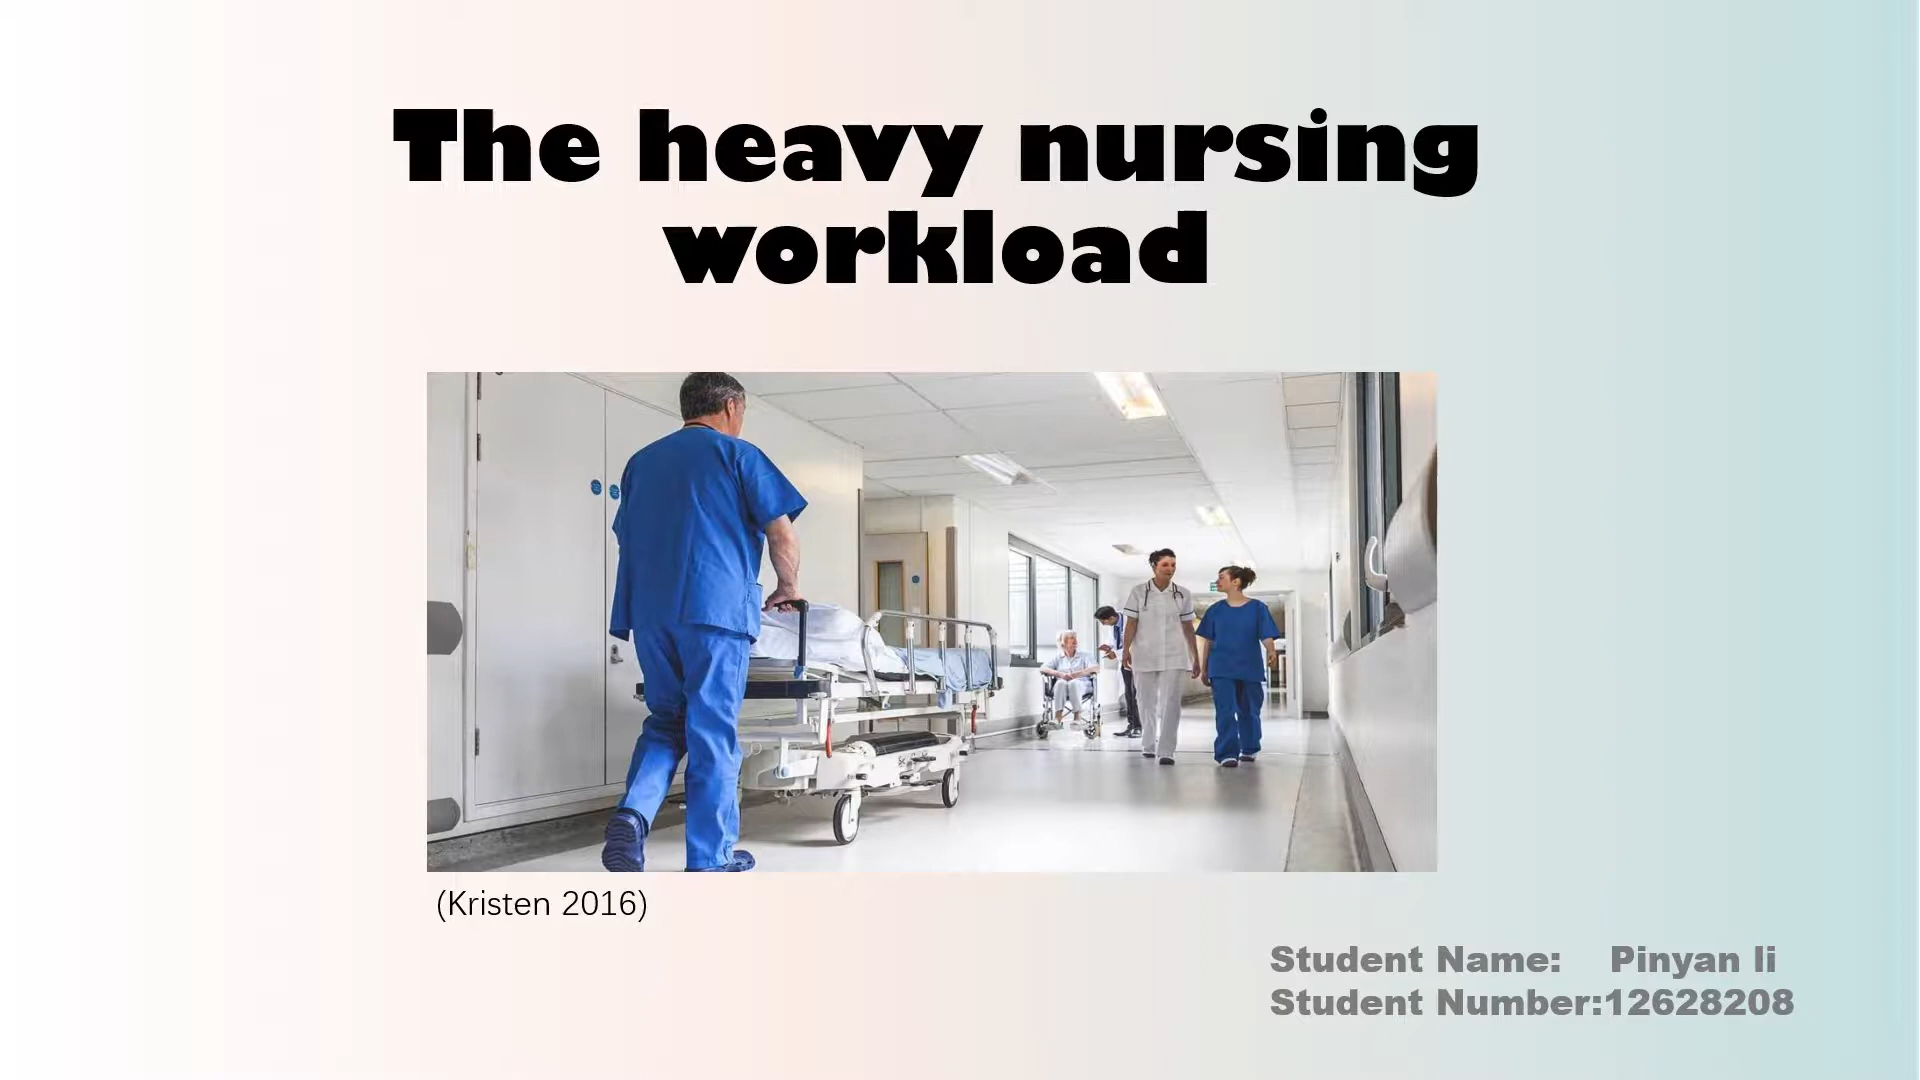 The heavy nursing
workload
(Kristen 2016)
Student Name: Pinyan li
Student Number:12628208